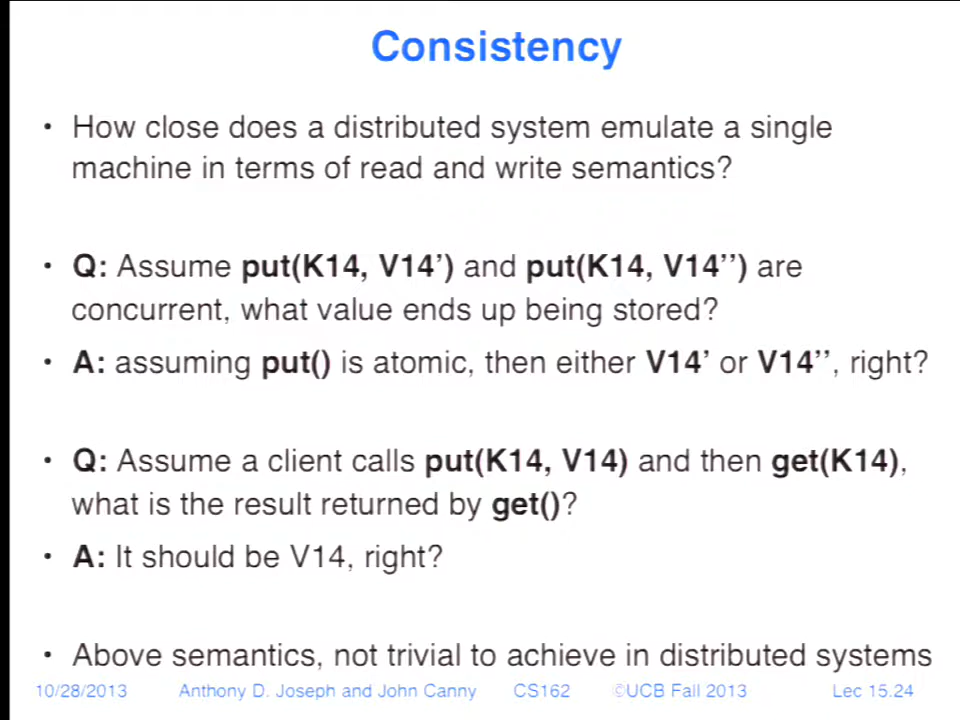 Consistency
• How close does a distributed system emulate a single
machine in terms of read and write semantics?
• Q: Assume put(K14, V14’) and put(K14, V14’’) are
concurrent, what value ends up being stored?
• A: assuming put() is atomic, then either V14’ or V14’’, right?
• Q: Assume a client calls put(K14, V14) and then get(K14),
what is the result returned by get()?
• A: It should be V14, right?
• Above semantics, not trivial to achieve in distributed systems
10/28/2013 Anthony D. Joseph and John Canny CS162 ©UCB Fall 2013 Lec 15.24